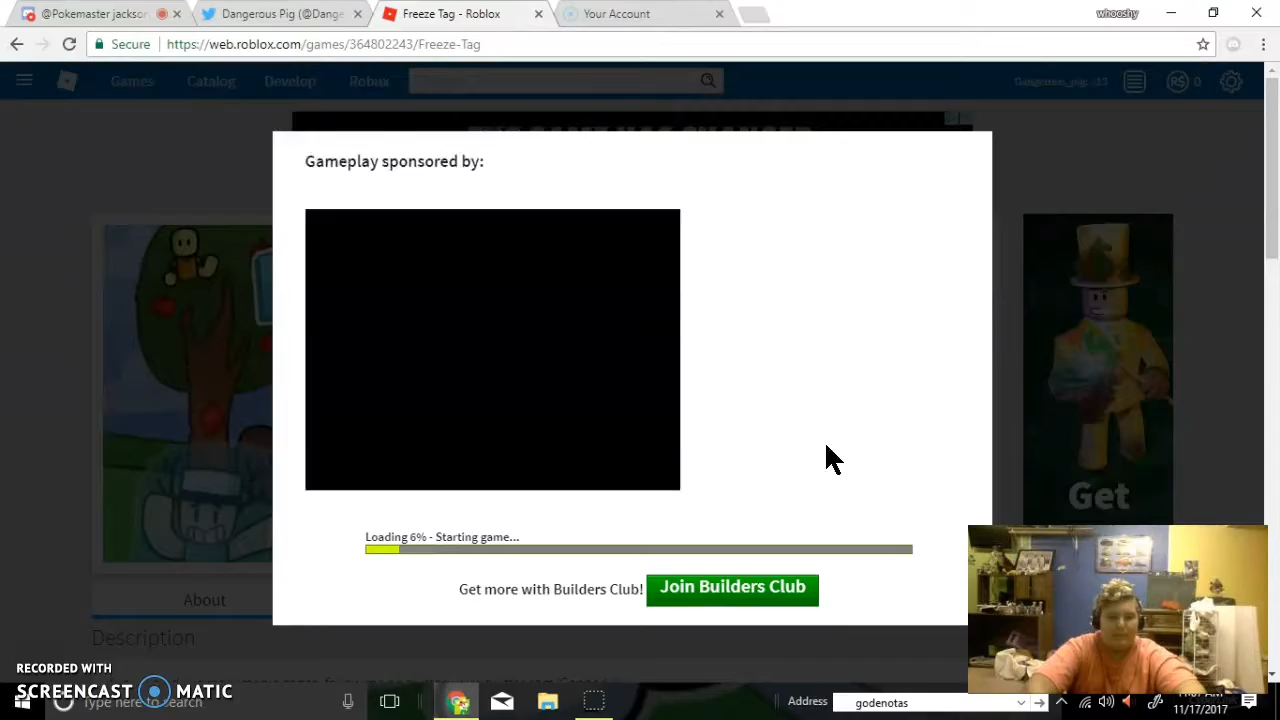 @Pokemaster jackson
Dangerous Pig (@Dange
Freeze Tag - Roblox
Your Account
whooshy
Secure
https://web.roblox.com/games/364802243/Freeze-Tag
Games
Catalog
Develop
Robux
0
Gameplay sponsored by:
Loading 6% - Starting game...
Get more with Builders Club!
Join Builders Club
Get
About
Description
RECORDED WITH
SCREENCAST MATIC
Type here to search
Address
godenotas
11/17/2017